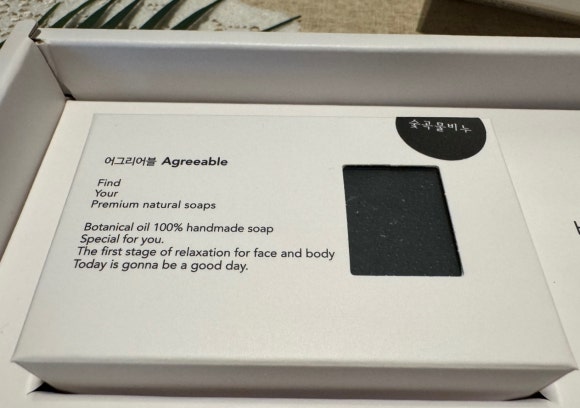 숯곡물비누
어그리어블 Agreeable
Find
Your
Premium natural soaps
Botanical oil 100% handmade soap
Special for you.
The first stage of relaxation for face and body
Today is gonna be a good day.